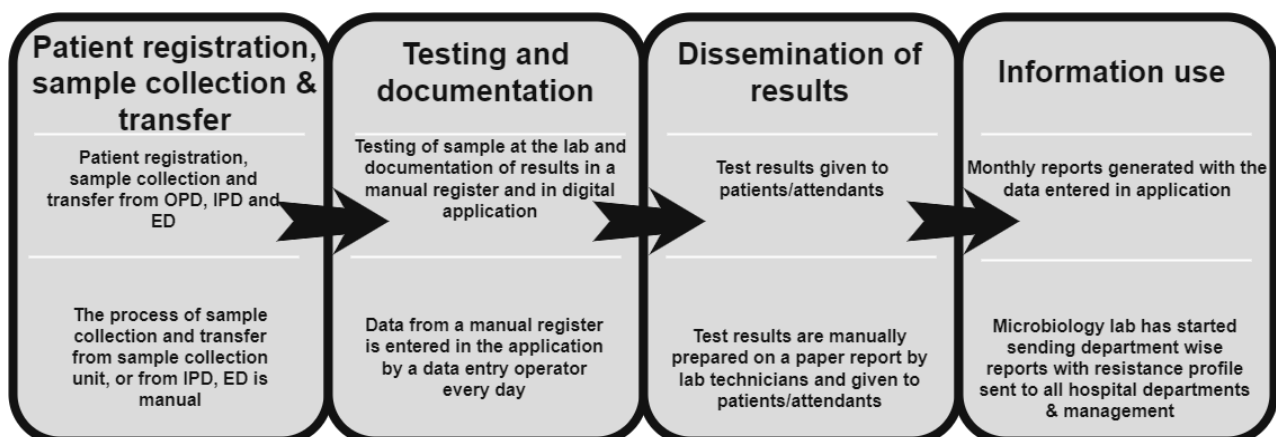 Patient registration,
sample collection &
transfer
Patient registration,
sample collection and
transfer from OPD, IPD and
ED
The process of sample
collection and transfer
from sample collection
unit, or from IPD, ED is
manual
Testing and
documentation
Testing of sample at the lab and
documentation of results in a
manual register and in digital
application
Data from a manual register
is entered in the application
by a data entry operator
every day
Dissemination of
results
Test results given to
patients/attendants
Test results are manually
prepared on a paper report by
lab technicians and given to
patients/attendants
Information use
Monthly reports generated with the
data entered in application
Microbiology lab has started
sending department wise
reports with resistance profile
sent to all hospital departments
& management